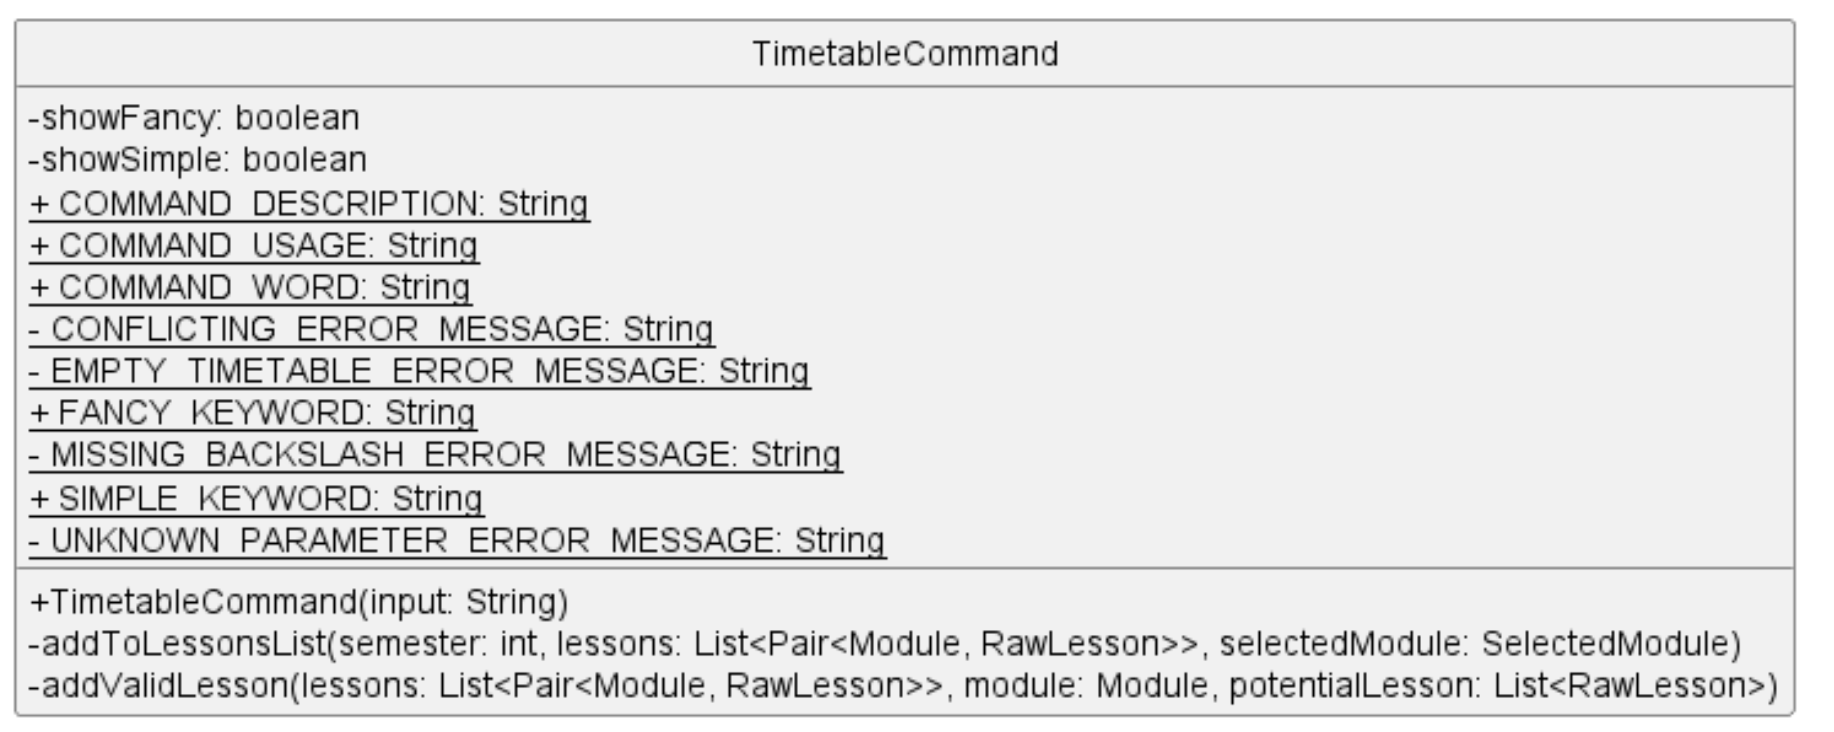 TimetableCommand
-showFancy: boolean
-showSimple: boolean
+ COMMAND_DESCRIPTION: String
+ COMMAND_USAGE: String
+ COMMAND_WORD: String
- CONFLICTING_ERROR_MESSAGE: String
- EMPTY_TIMETABLE_ERROR_MESSAGE: String
+ FANCY_KEYWORD: String
- MISSING_BACKSLASH_ERROR_MESSAGE: String
+ SIMPLE_KEYWORD: String
- UNKNOWN_PARAMETER_ERROR_MESSAGE: String
+TimetableCommand(input: String)
-addToLessonsList(semester: int, lessons: List<Pair<Module, RawLesson>>, selectedModule: SelectedModule)
-addValidLesson(lessons: List<Pair<Module, RawLesson>>, module: Module, potentialLesson: List<RawLesson>)